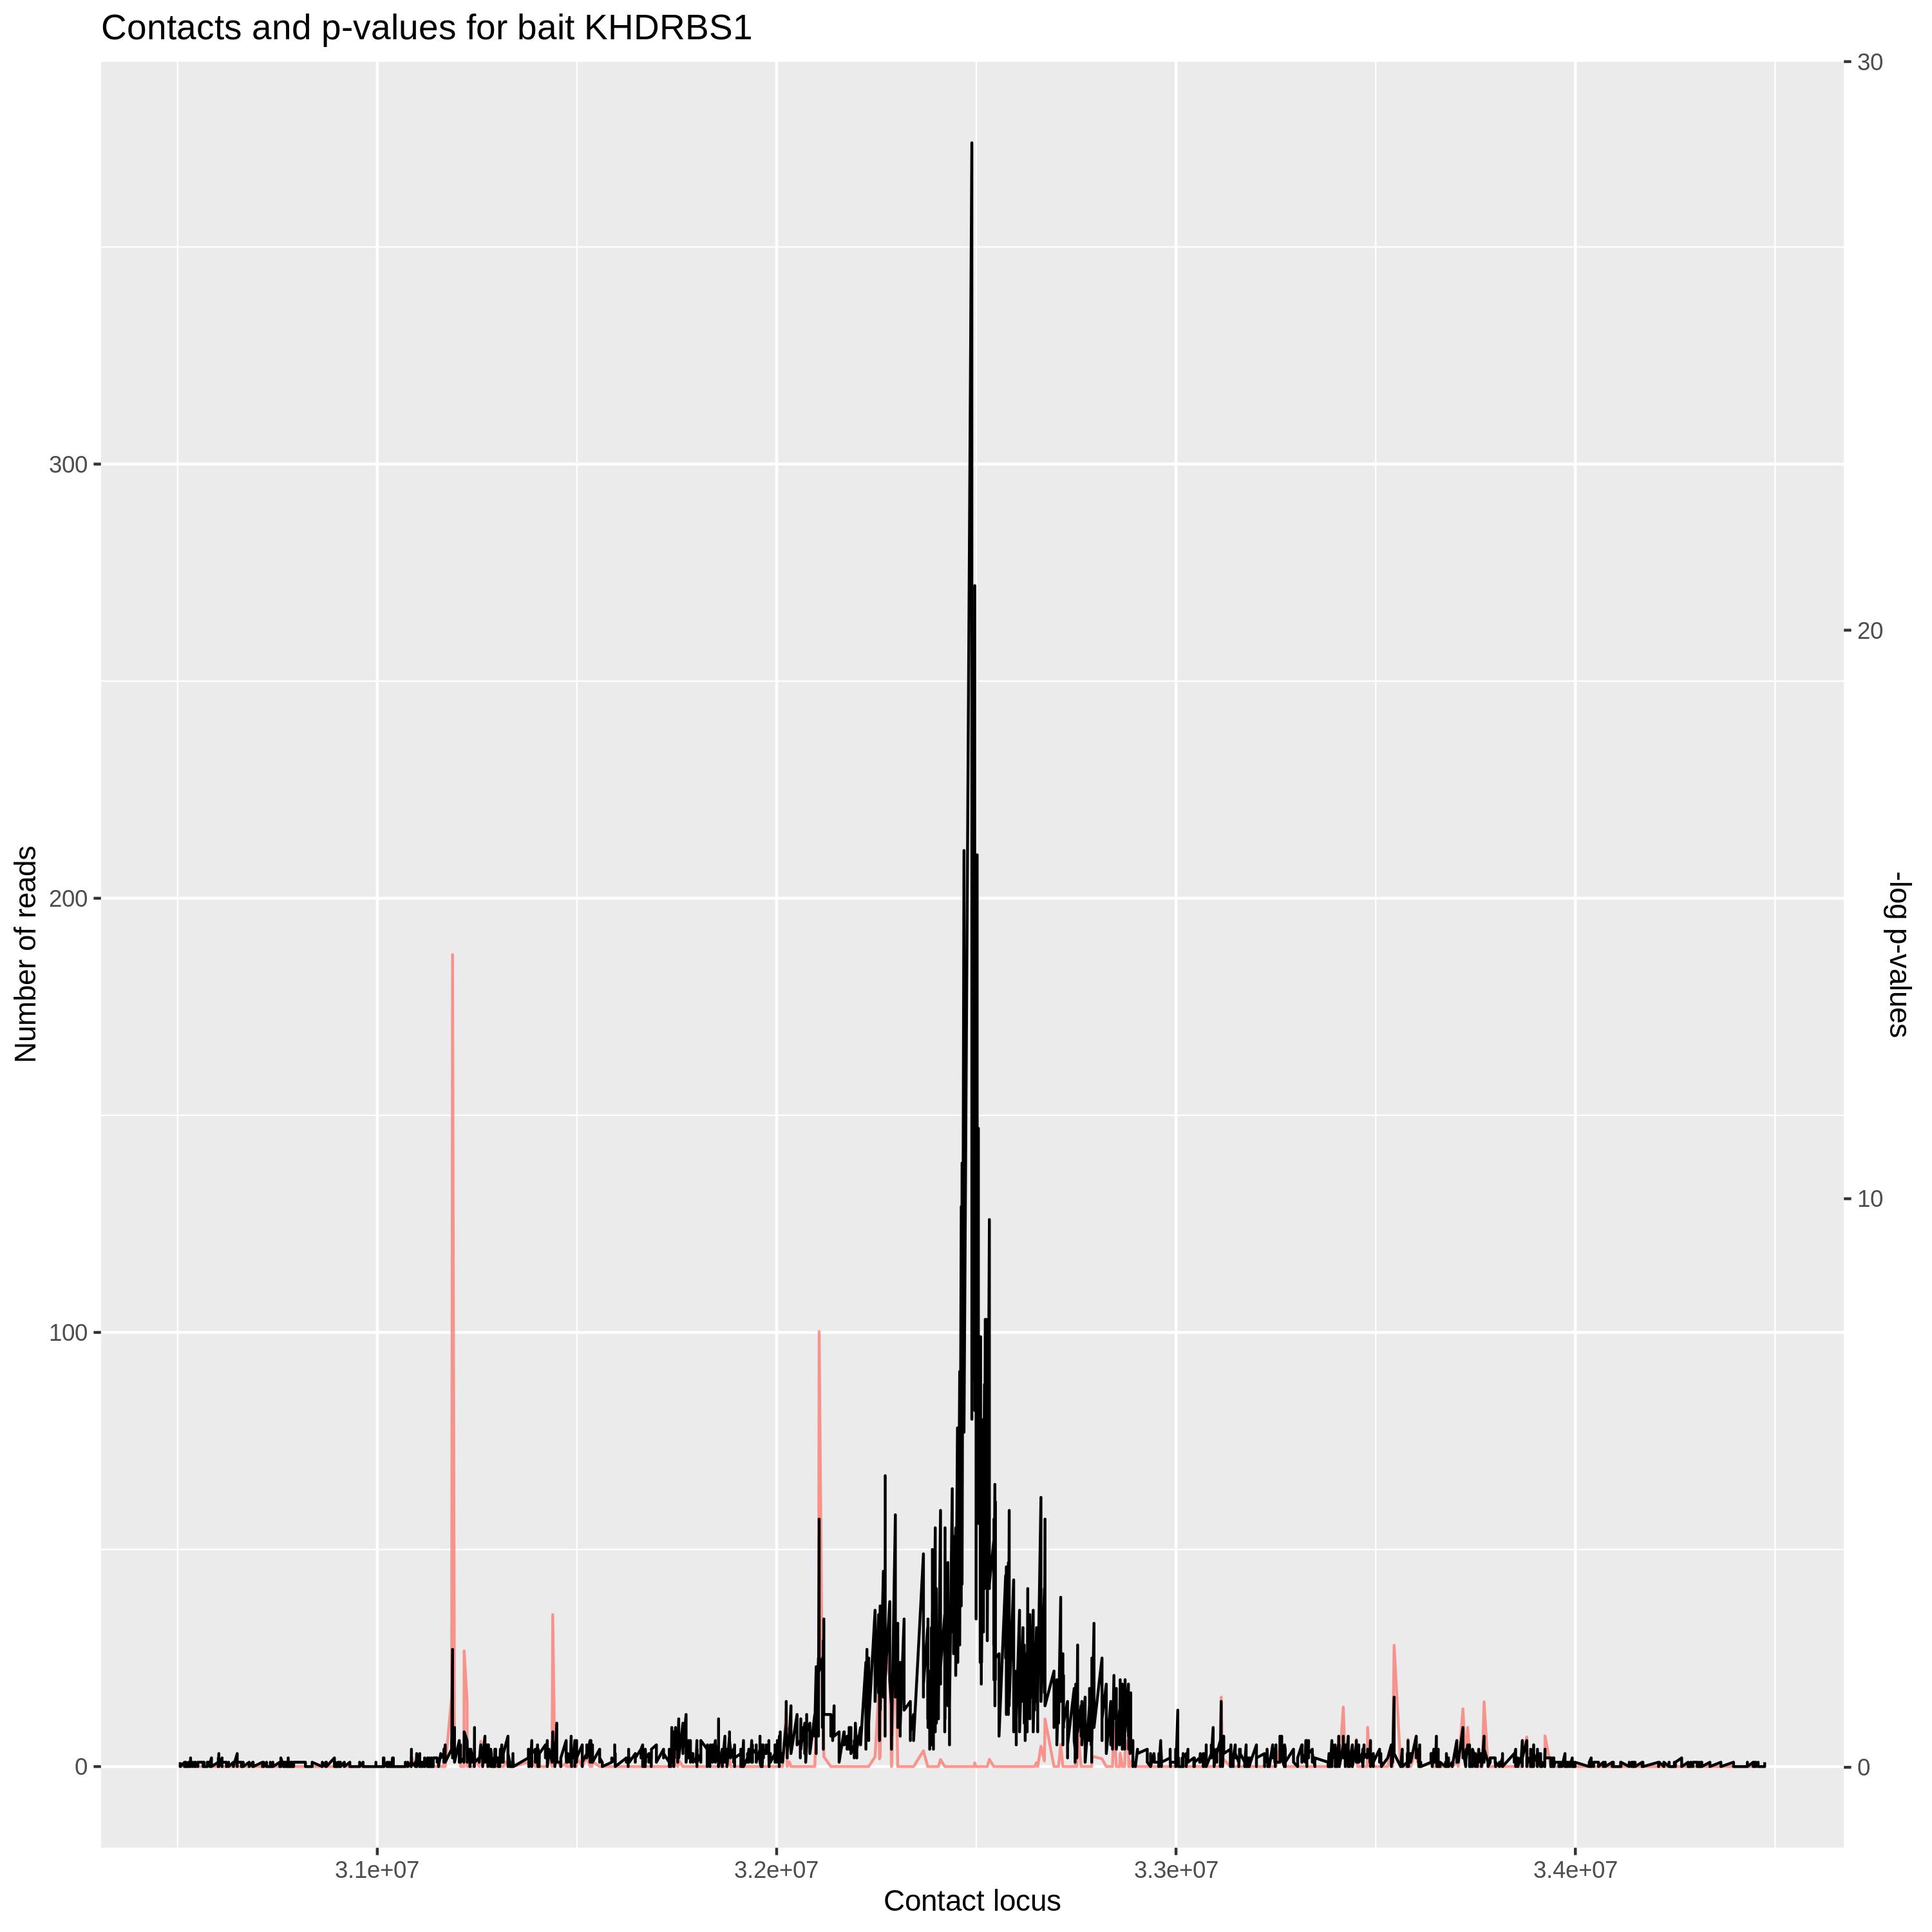 Contacts and p-values for bait KHDRBS1
30
300
20
200
Number of reads
-log p-values
10
100
0
0
3.1e+07
3.2e+07
3.3e+07
3.4e+07
Contact locus